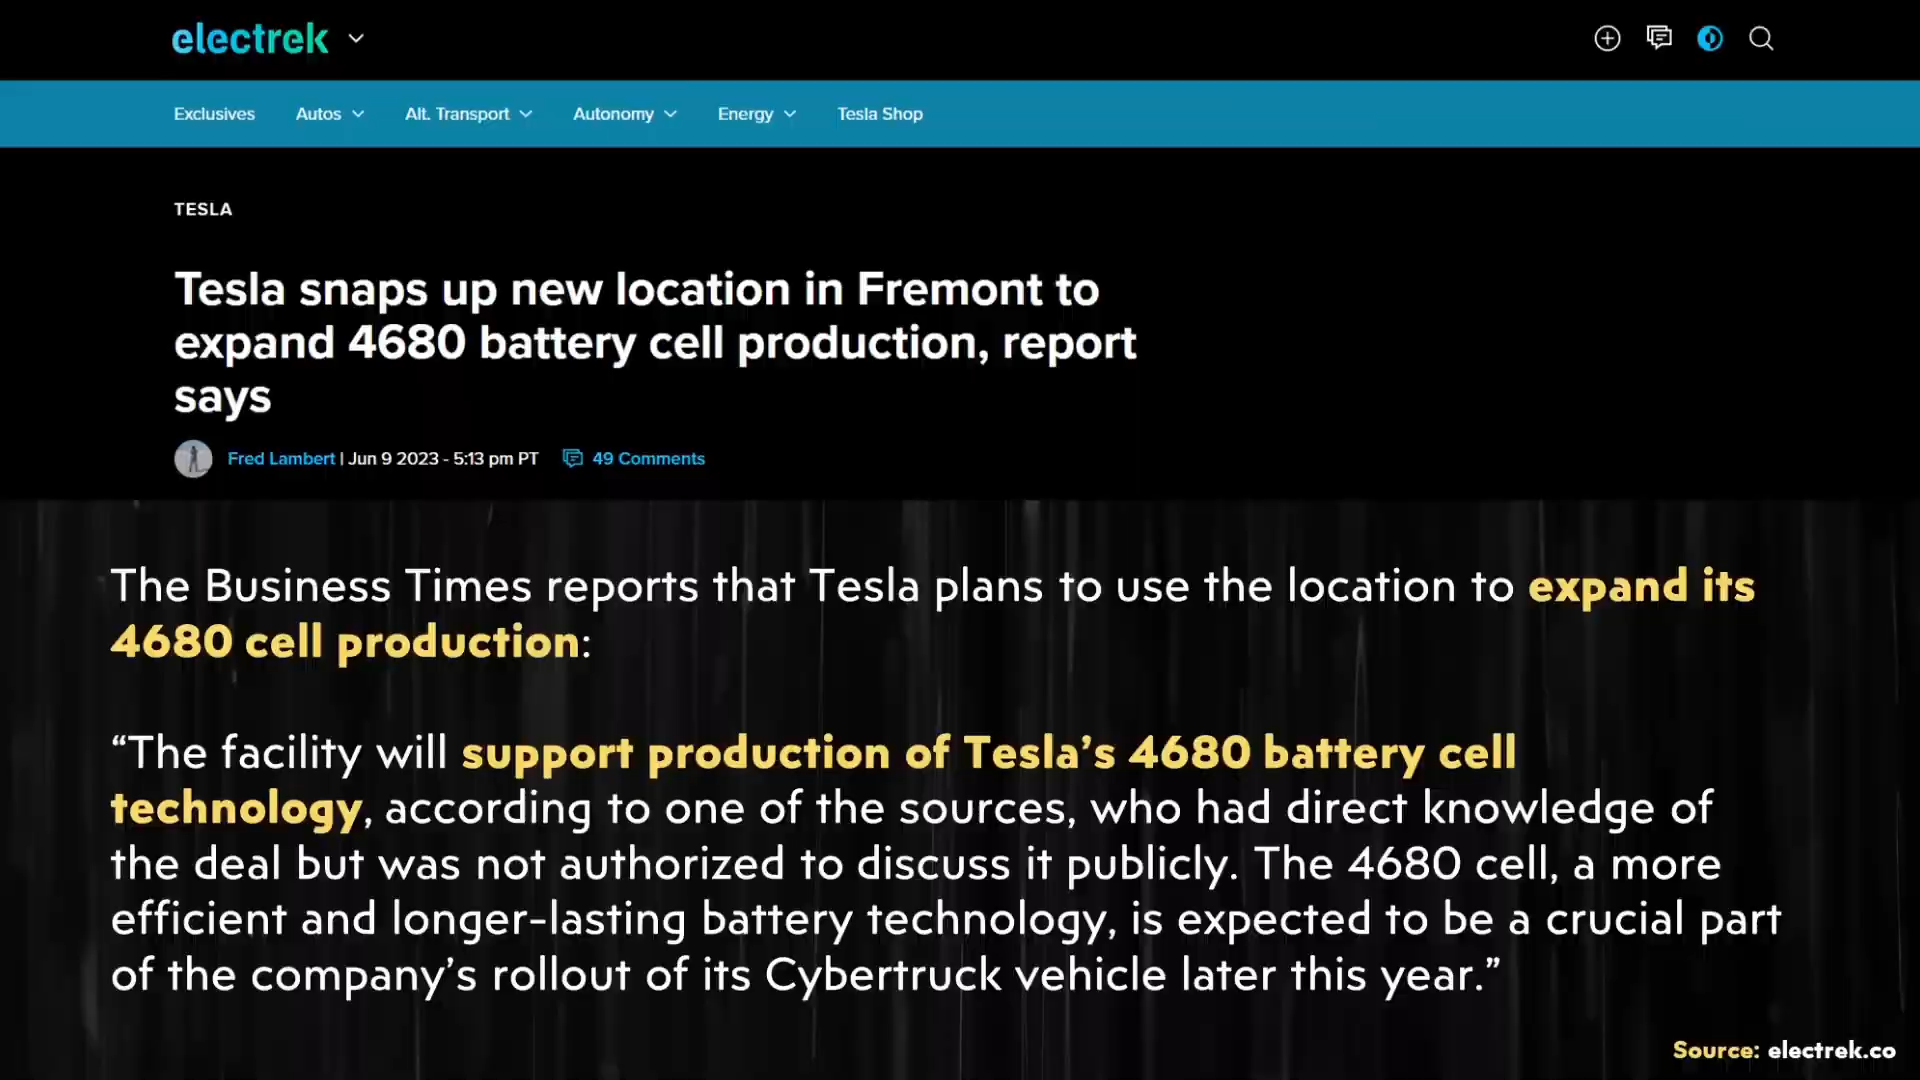 electrek
Exclusives Autos Alt. Transport Autonomy Energy Tesla Shop
TESLA
Tesla snaps up new location in Fremont to
expand 4680 battery cell production, report
says
Fred Lambert | Jun 9 2023 - 5:13 pm PT 49 Comments
The Business Times reports that Tesla plans to use the location to expand its
4680 cell production:
“The facility will support production of Tesla’s 4680 battery cell
technology, according to one of the sources, who had direct knowledge of
the deal but was not authorized to discuss it publicly. The 4680 cell, a more
efficient and longer-lasting battery technology, is expected to be a crucial part
of the company’s rollout of its Cybertruck vehicle later this year.”
Source: electrek.co